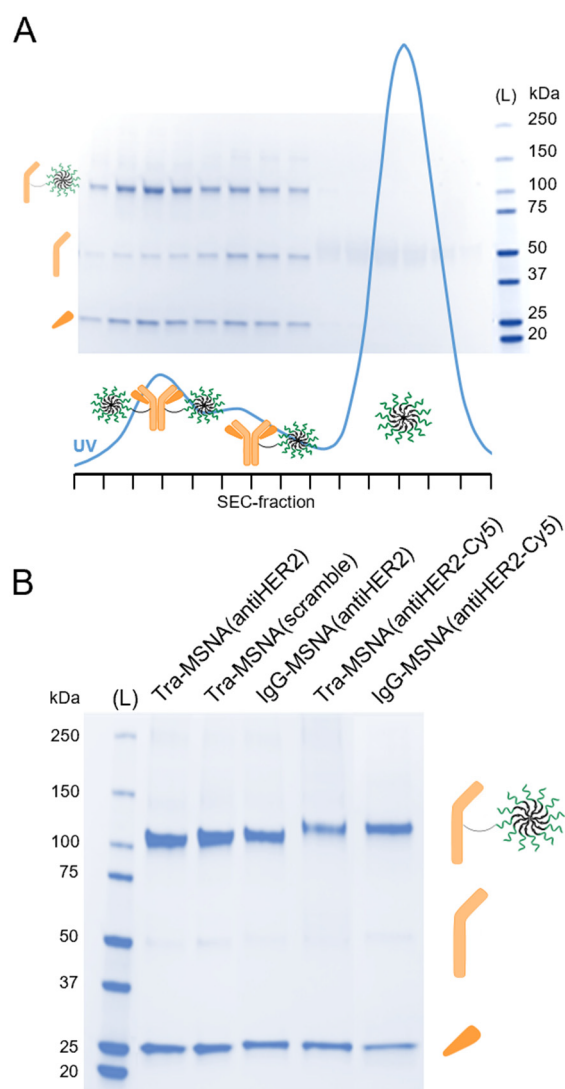 A
(L) kDa
250
150
100
75
50
37
25
20
UV
SEC-fraction
B
Tra-MSNA(antiHER2)
Tra-MSNA(scramble)
IgG-MSNA(antiHER2)
Tra-MSNA(antiHER2-Cy5)
IgG-MSNA(antiHER2-Cy5)
kDa (L)
250
150
100
75
50
37
25
20